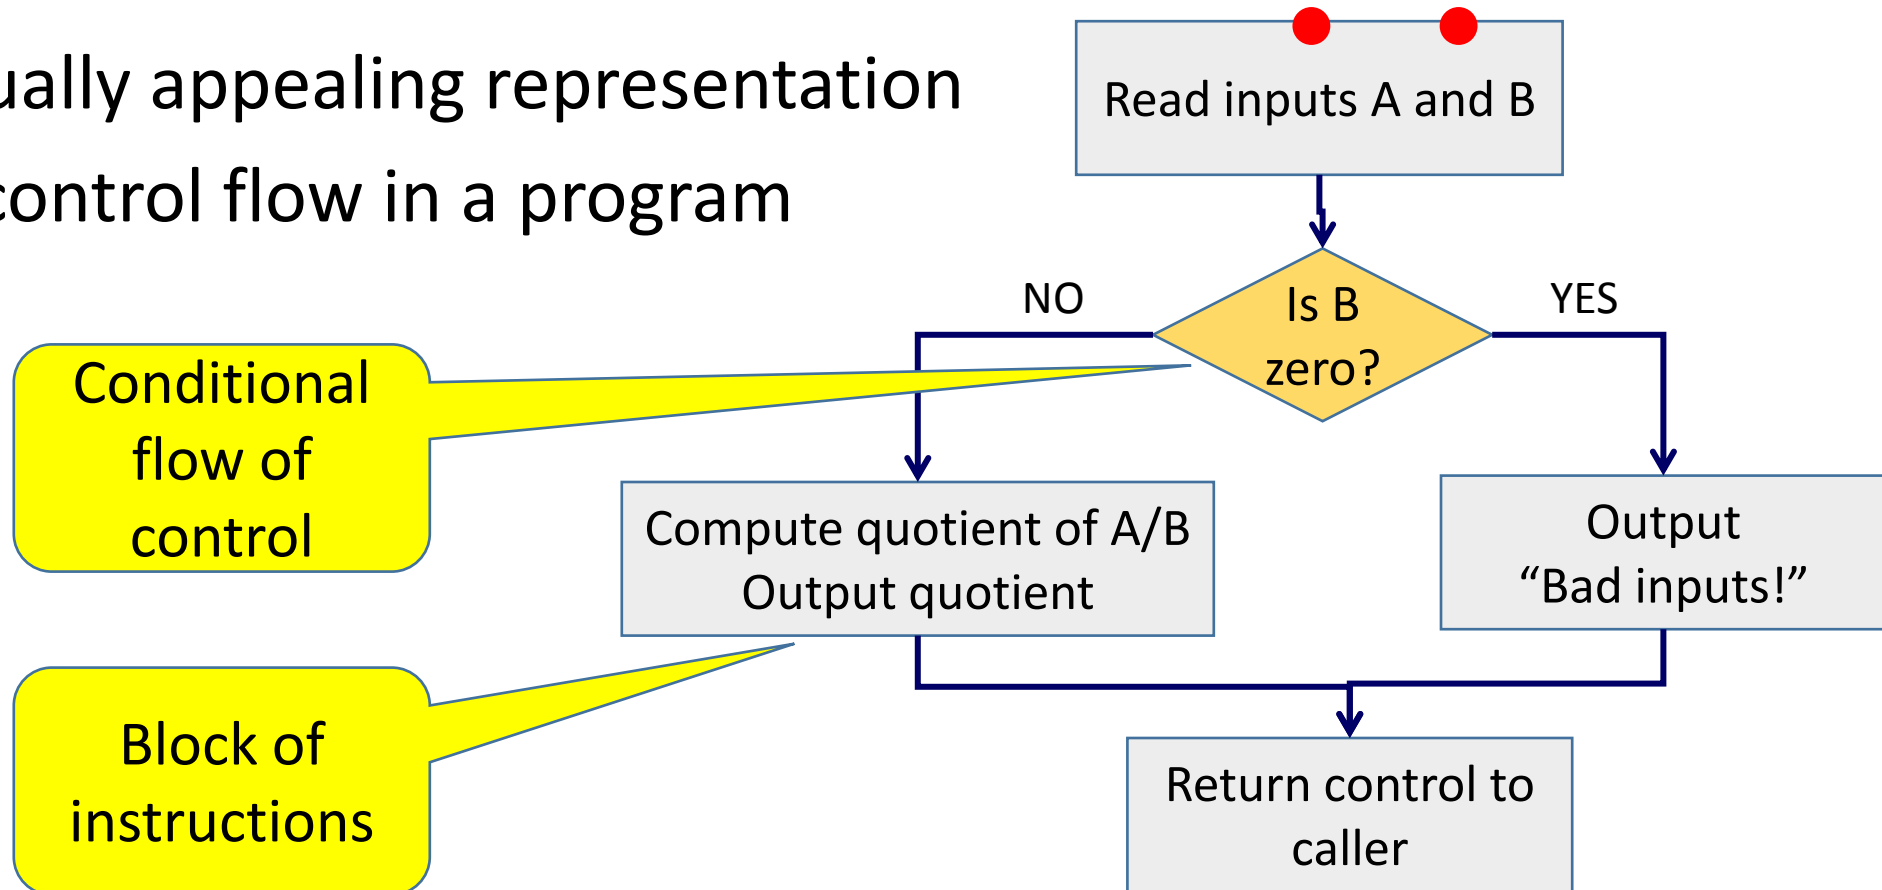 ually appealing representation
control flow in a program
Read inputs A and B
NO
Is B
zero?
YES
Conditional
flow of
control
Compute quotient of A/B
Output quotient
Output
“Bad inputs!”
Block of
instructions
Return control to
caller